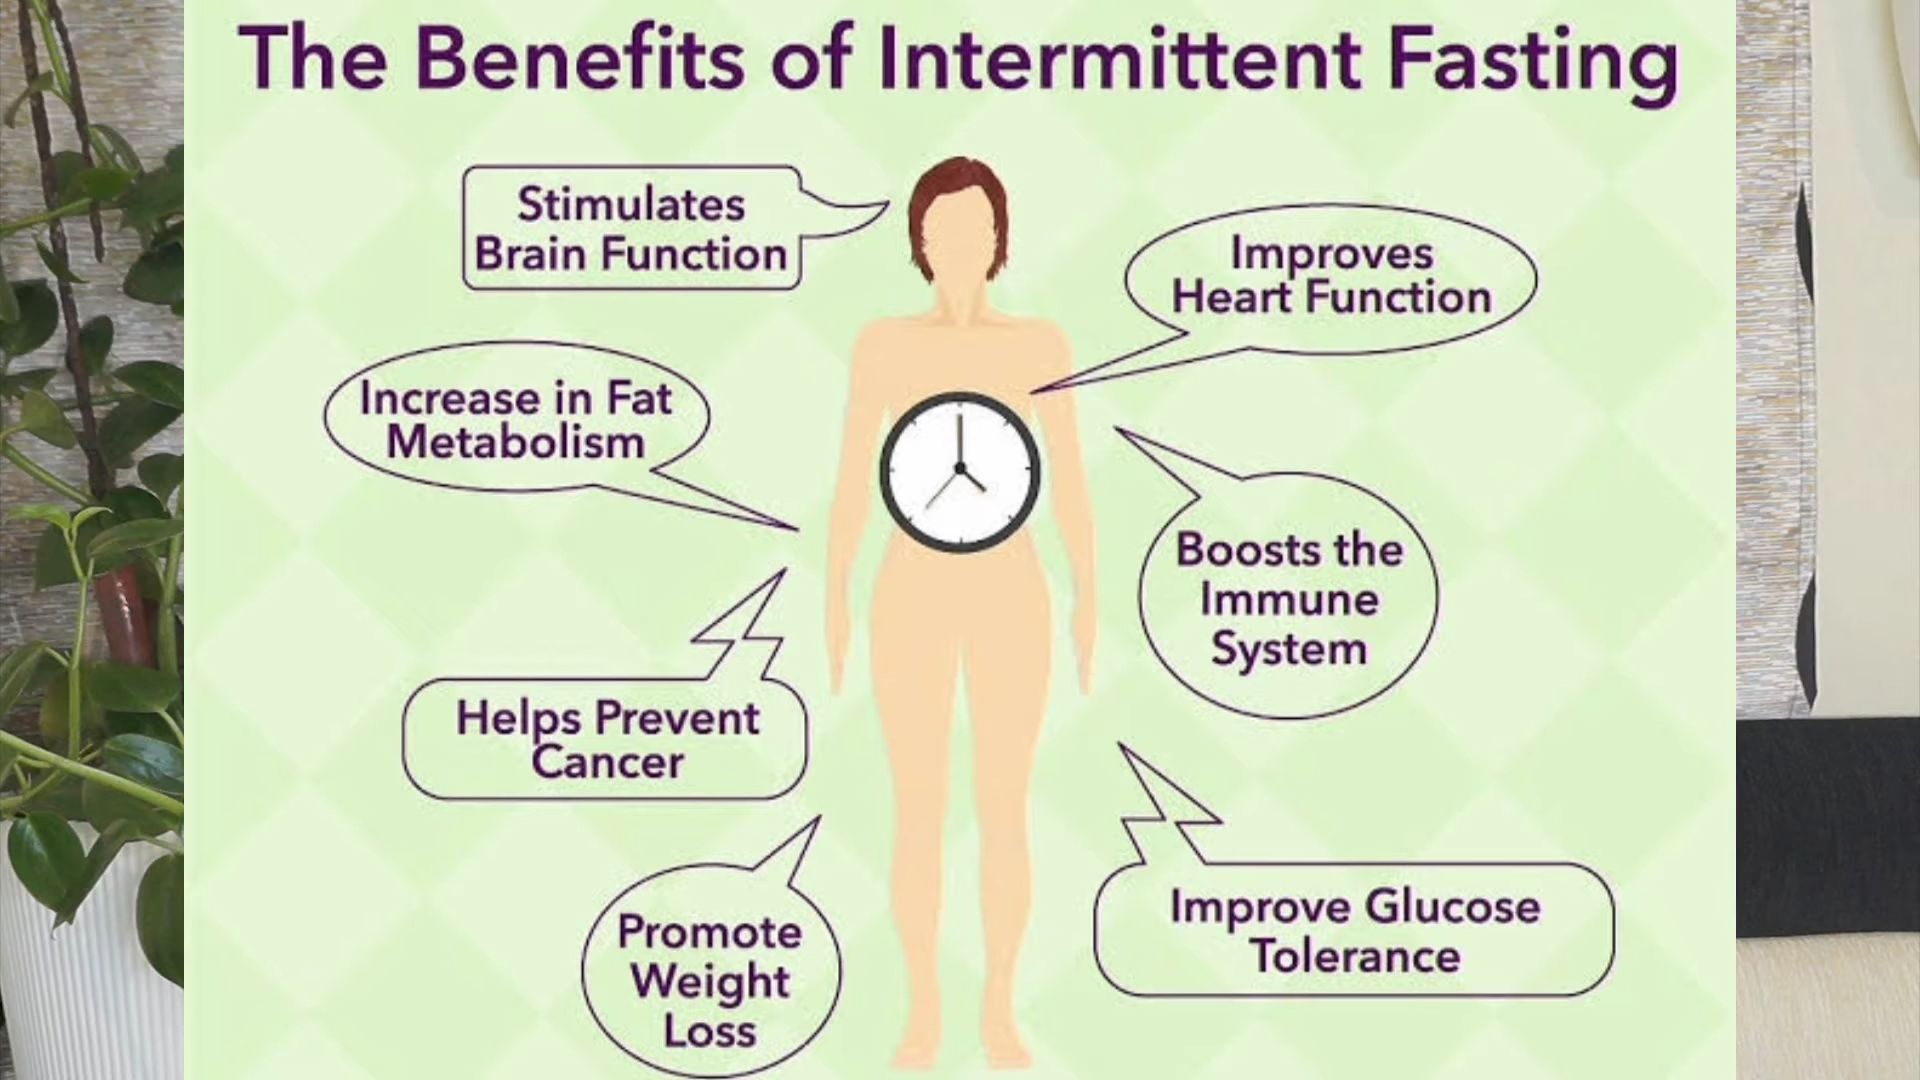 The Benefits of Intermittent Fasting
Stimulates
Brain Function
Improves
Heart Function
Increase in Fat
Metabolism
Boosts the
Immune
System
Helps Prevent
Cancer
Promote
Weight
Loss
Improve Glucose
Tolerance